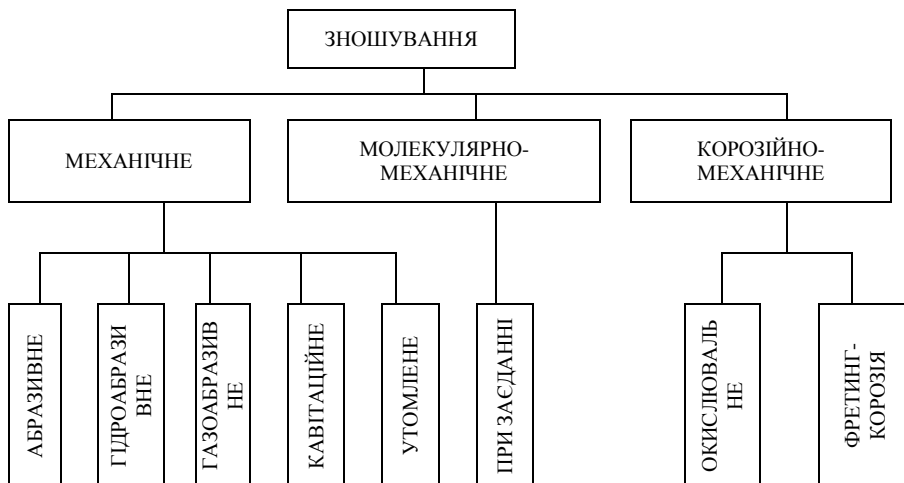 ЗНОШУВАННЯ
МЕХАНІЧНЕ
МОЛЕКУЛЯРНО-
МЕХАНІЧНЕ
КОРОЗІЙНО-
МЕХАНІЧНЕ
АБРАЗИВНЕ
ГІДРОАБРАЗИ
ВНЕ
ГАЗОАБРАЗИВ
НЕ
КАВІТАЦІЙНЕ
УТОМЛЕНЕ
ПРИ ЗАЄДАННІ
ОКИСЛЮВАЛЬ
НЕ
ФРЕТИНГ-
КОРОЗІЯ